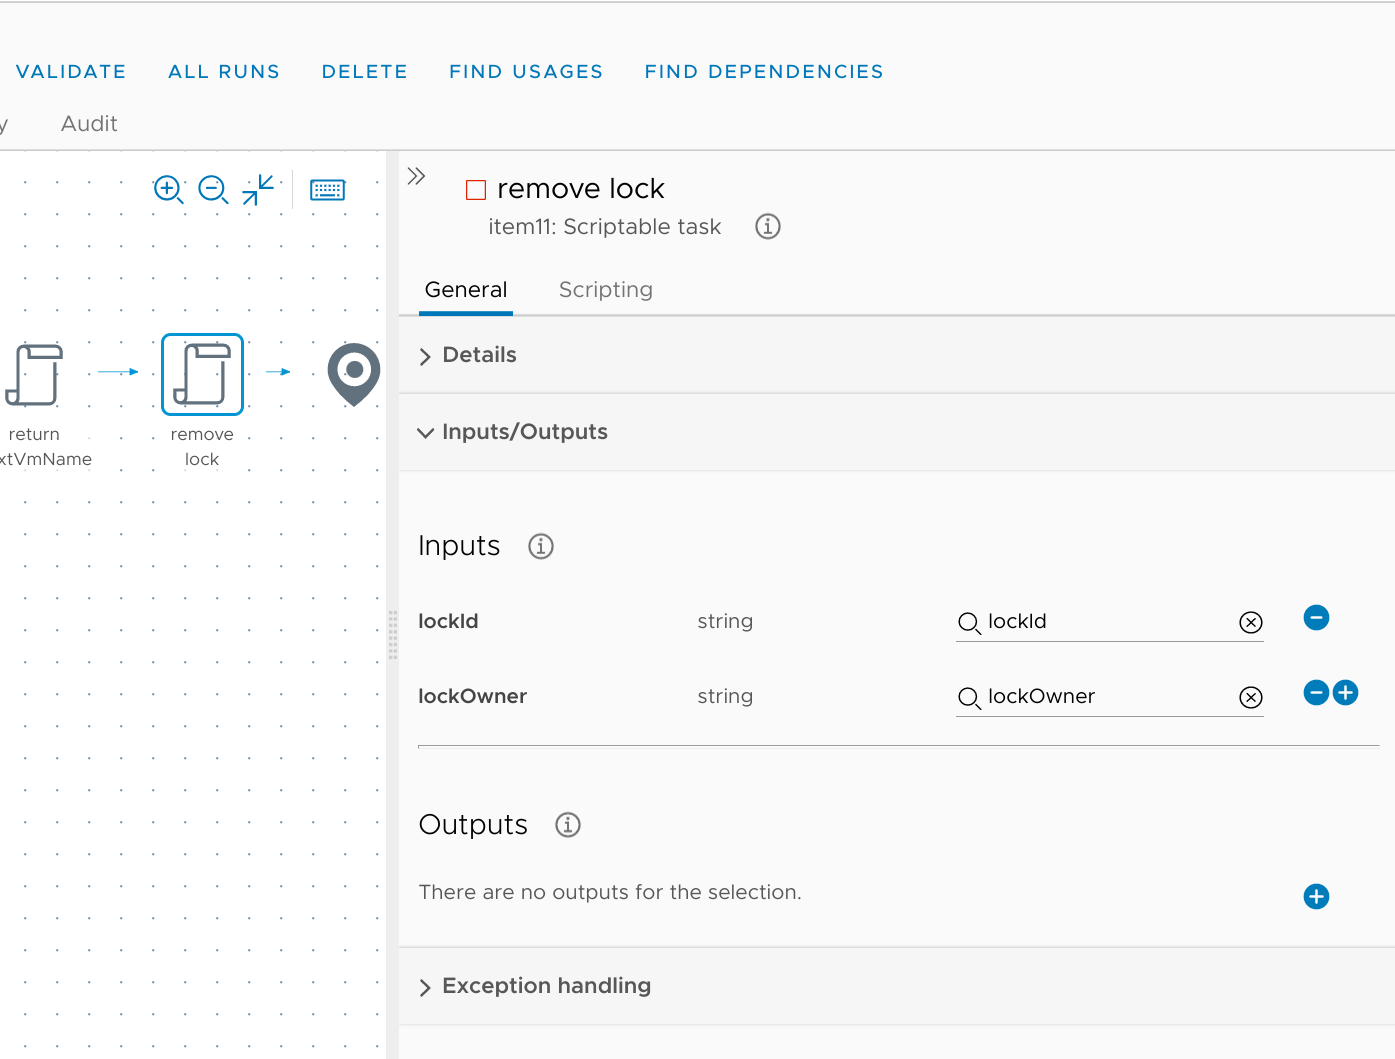 VALIDATE ALL RUNS DELETE FIND USAGES FIND DEPENDENCIES
y Audit
remove lock
item11: Scriptable task
General Scripting
Details
Inputs/Outputs
return
xtVmName
remove
lock
Inputs
lockId string lockId
lockOwner string lockOwner
Outputs
There are no outputs for the selection.
Exception handling